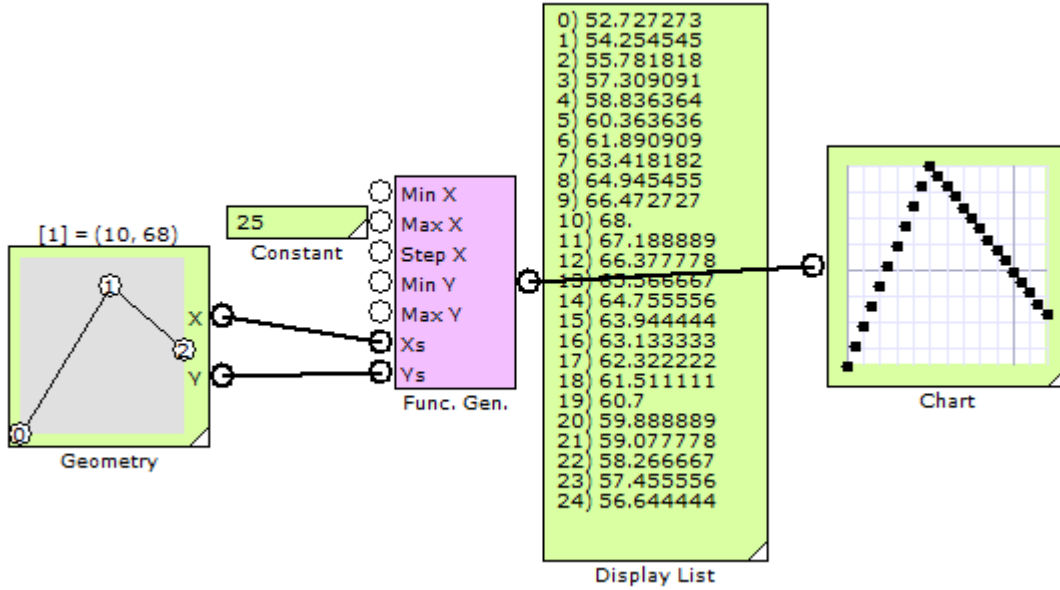 [1] = (10, 68)
0
1
2
X
Y
Geometry
25
Constant
Min X
Max X
Step X
Min Y
Max Y
Xs
Ys
Func. Gen.
0) 52.727273
1) 54.254545
2) 55.781818
3) 57.309091
4) 58.836364
5) 60.363636
6) 61.890909
7) 63.418182
8) 64.945455
9) 66.472727
10) 68.
11) 67.188889
12) 66.377778
13) 65.566667
14) 64.755556
15) 63.944444
16) 63.133333
17) 62.322222
18) 61.511111
19) 60.7
20) 59.888889
21) 59.077778
22) 58.266667
23) 57.455556
24) 56.644444
Display List
Chart